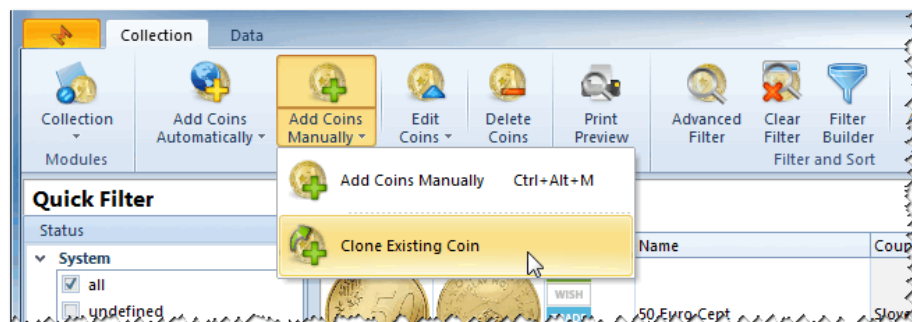 Collection Data
Collection
Add Coins
Automatically
Add Coins
Manually
Edit
Coins
Delete
Coins
Print
Preview
Advanced
Filter
Clear
Filter
Filter
Builder
Modules
Filter and Sort
Add Coins Manually Ctrl+Alt+M
Clone Existing Coin
Quick Filter
Status
System
all
undefined
Name
WISH
50 Euro Cent